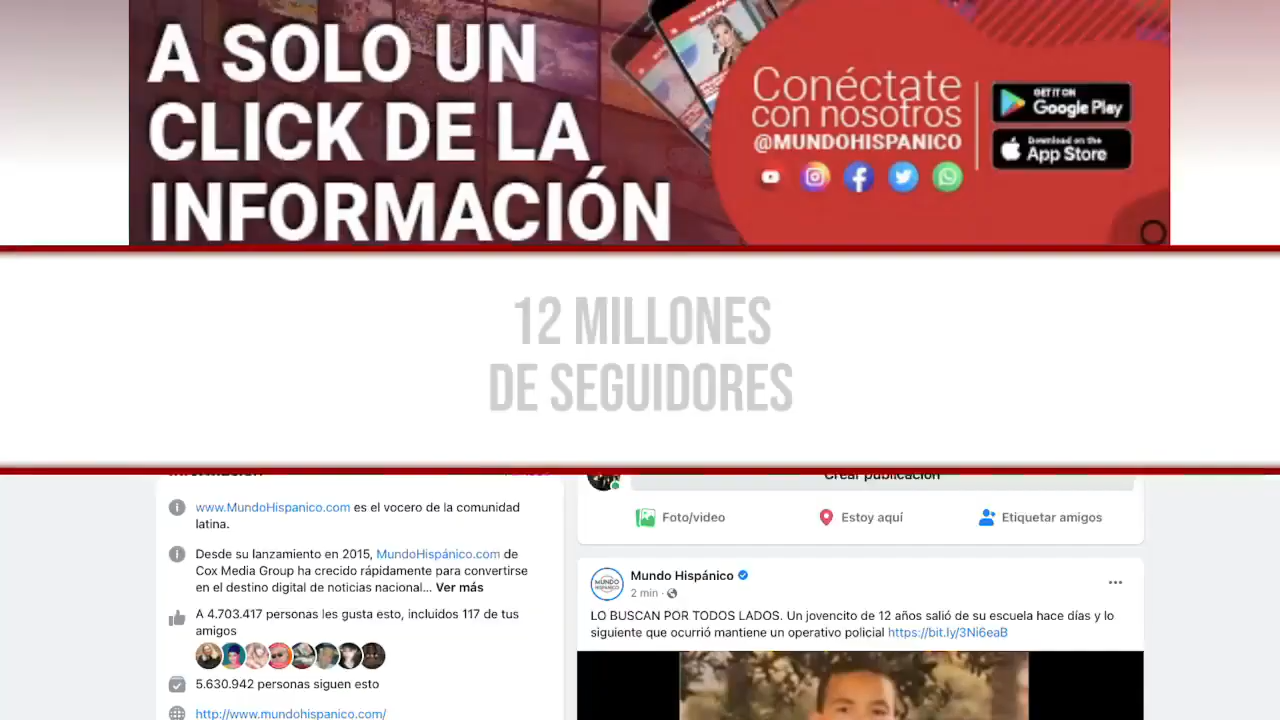 A SOLO UN
CLICK DE LA
INFORMACIÓN
Conéctate
con nosotros
@MUNDOHISPANICO
GET IT ON
Google Play
Download on the
App Store
12 MILLONES
DE SEGUIDORES
Crear publicación
www.MundoHispanico.com es el vocero de la comunidad
latina.
Desde su lanzamiento en 2015, MundoHispánico.com de
Cox Media Group ha crecido rápidamente para convertirse
en el destino digital de noticias nacional... Ver más
A 4.703.417 personas les gusta esto, incluidos 117 de tus
amigos
5.630.942 personas siguen esto
http://www.mundohispanico.com/
Foto/video
Estoy aquí
Etiquetar amigos
MUNDO
HISPANICO
Mundo Hispánico
2 min
LO BUSCAN POR TODOS LADOS. Un jovencito de 12 años salió de su escuela hace días y lo
siguiente que ocurrió mantiene un operativo policial https://bit.ly/3Ni6eaB